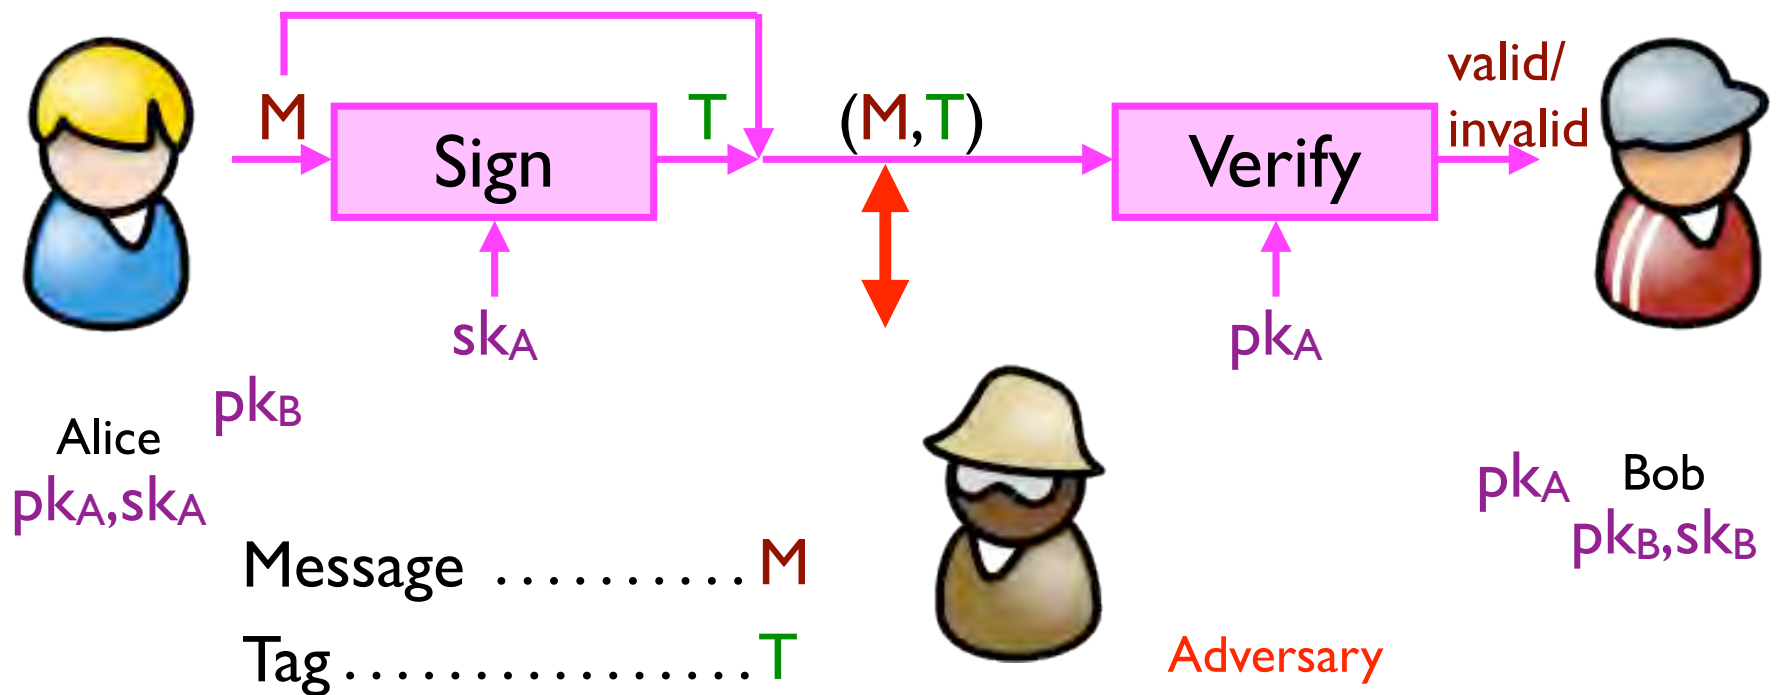 valid/
invalid
M
T
(M,T)
Sign
Verify
skA
pkA
pkB
Alice
pkA,skA
pkA
Bob
pkB,skB
Message ..........M
Tag ................T
Adversary